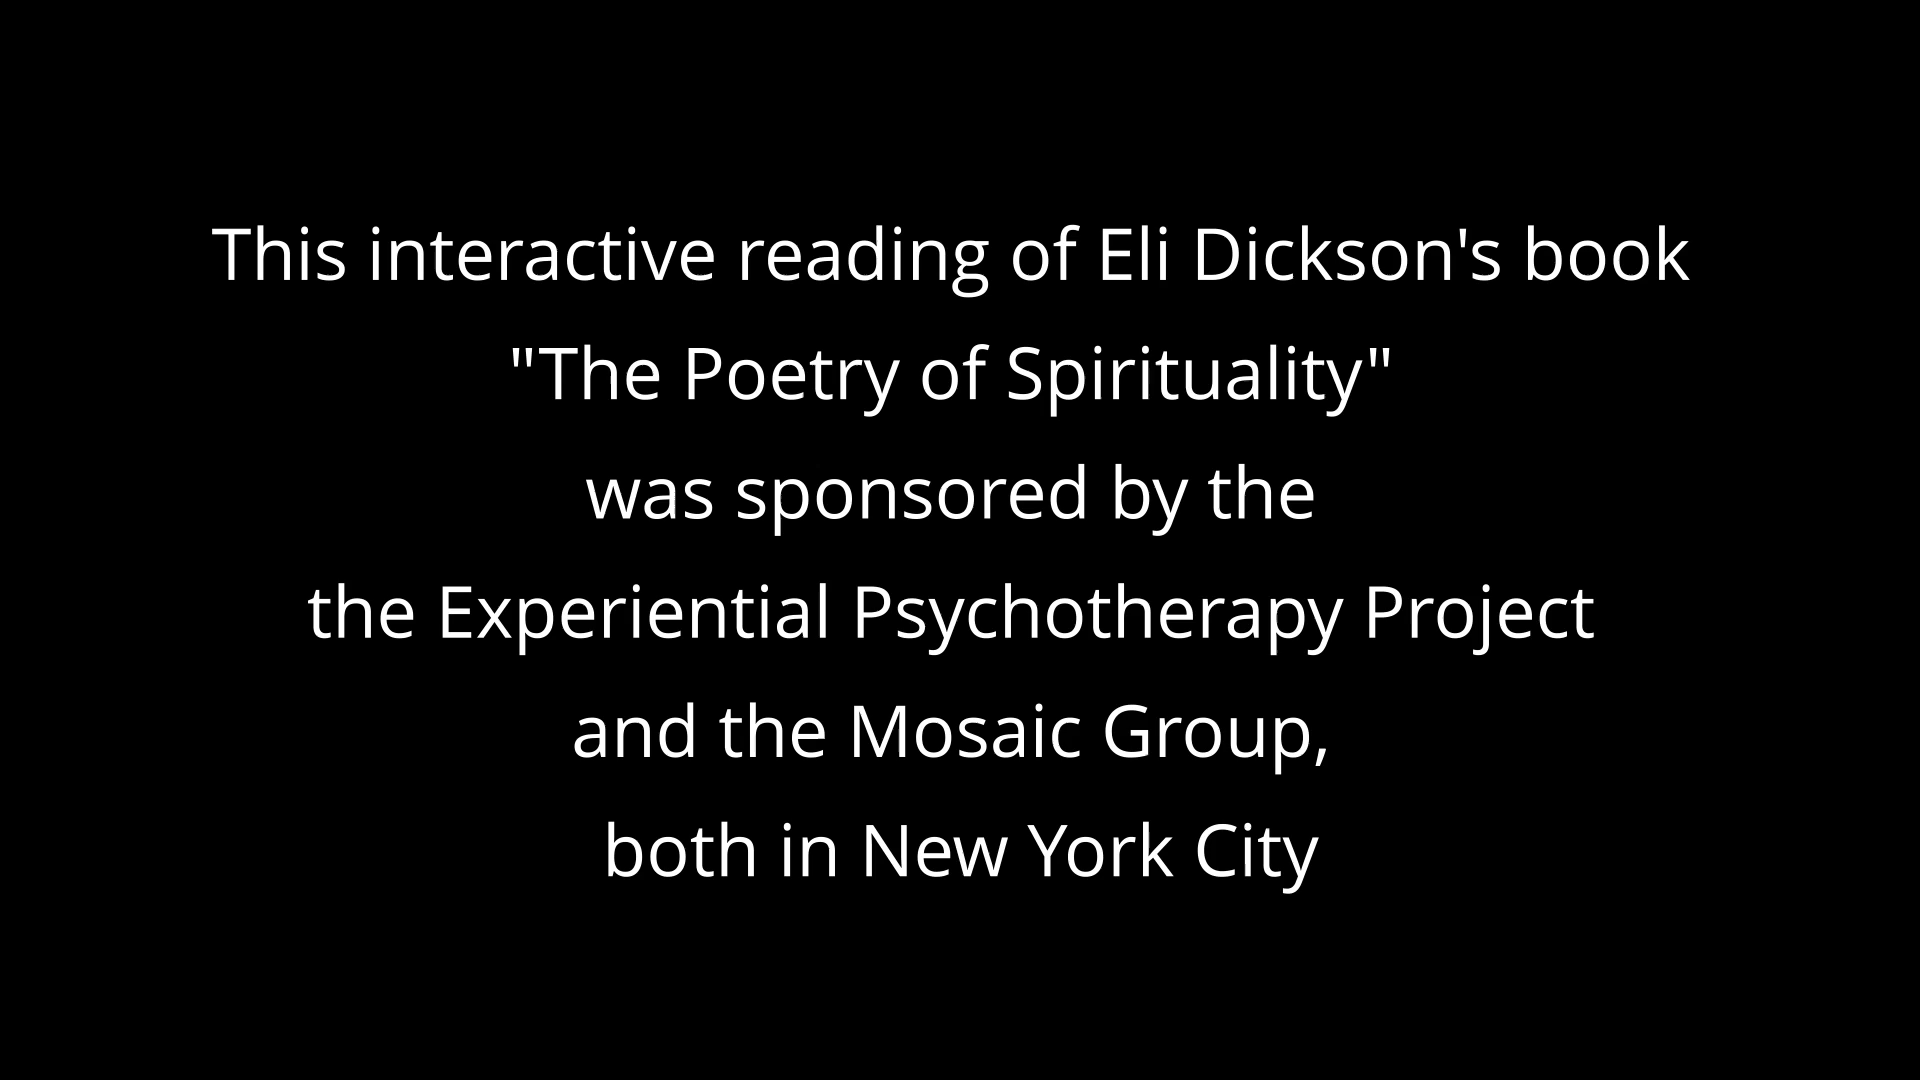 This interactive reading of Eli Dickson's book
"The Poetry of Spirituality"
was sponsored by the
the Experiential Psychotherapy Project
and the Mosaic Group,
both in New York City